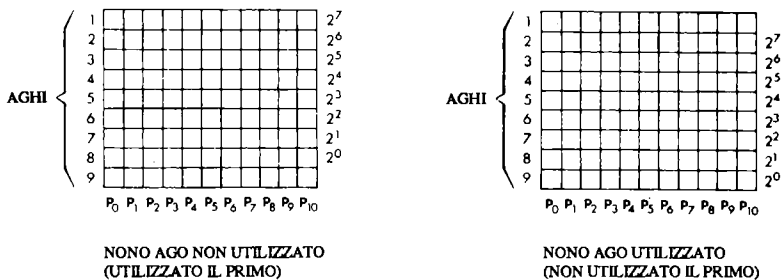 AGHI
1 2⁷
2 2⁶
3 2⁵
4 2⁴
5 2³
6 2²
7 2¹
8 2⁰
9
P₀ P₁ P₂ P₃ P₄ P₅ P₆ P₇ P₈ P₉ P₁₀
NONO AGO NON UTILIZZATO
(UTILIZZATO IL PRIMO)
AGHI
1
2 2⁷
3 2⁶
4 2⁵
5 2⁴
6 2³
7 2²
8 2¹
9 2⁰
P₀ P₁ P₂ P₃ P₄ P₅ P₆ P₇ P₈ P₉ P₁₀
NONO AGO UTILIZZATO
(NON UTILIZZATO IL PRIMO)